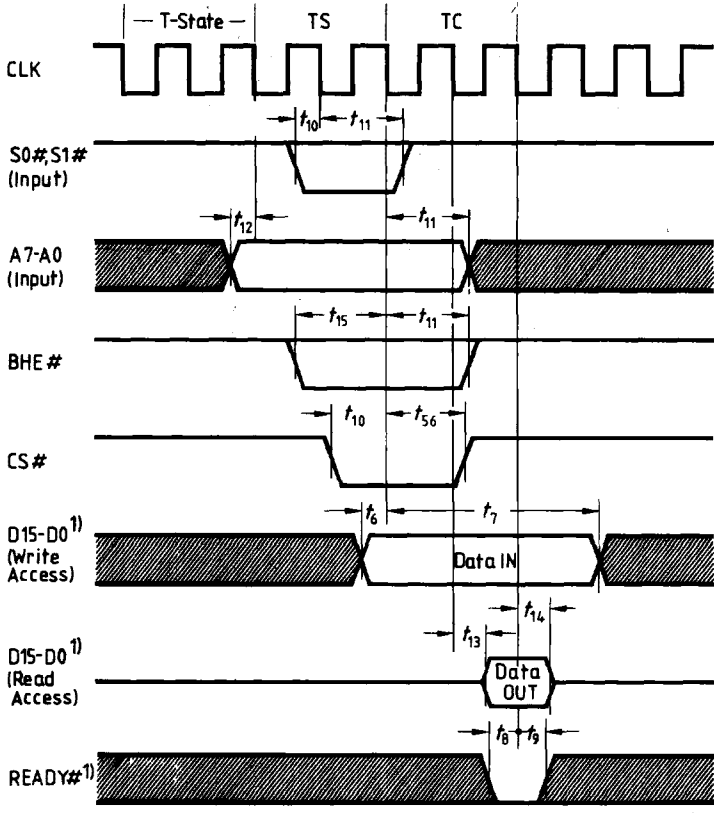 T-State TS TC
CLK
t10 t11
S0#,S1#
(Input)
t12 t11
A7-A0
(Input)
t15 t11
BHE#
t10 t56
CS#
t6 t7
D15-D0 1)
(Write
Access)
Data IN
t13 t14
D15-D0 1)
(Read
Access)
Data
OUT
t8 t9
READY# 1)